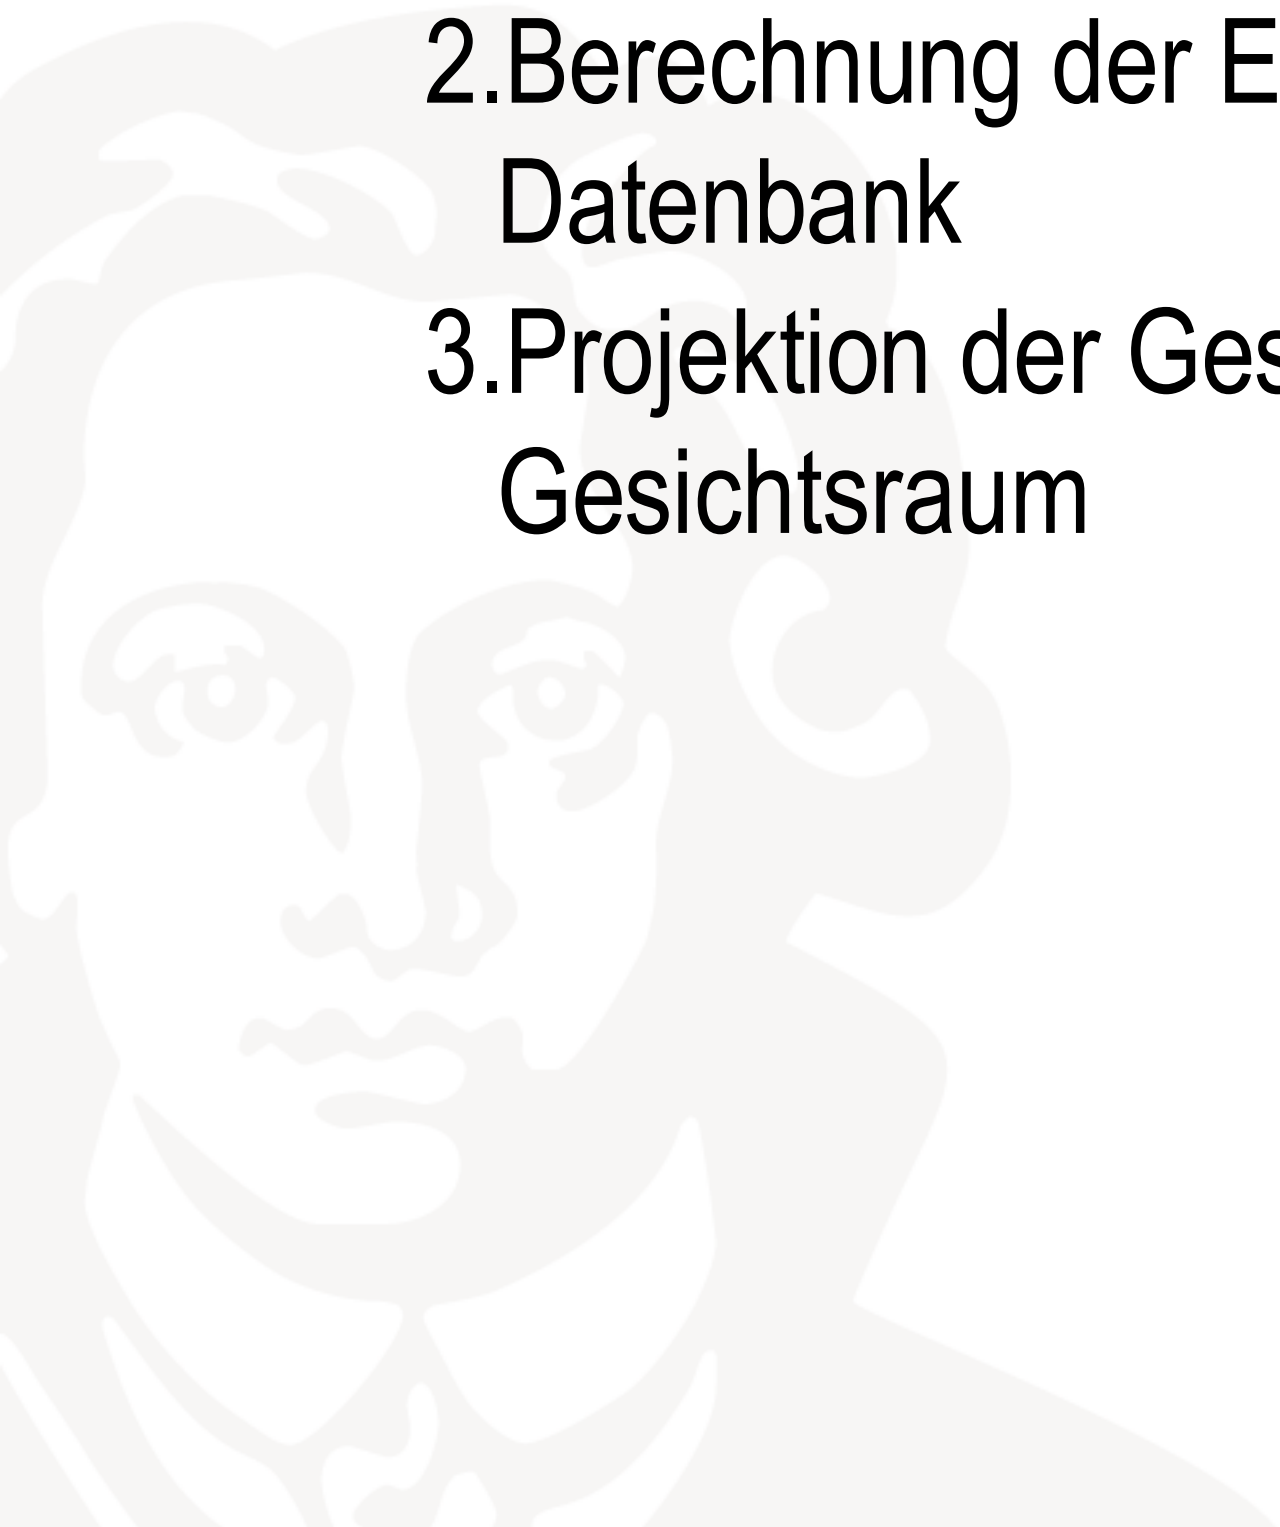 2.Berechnung der E
Datenbank
3.Projektion der Ges
Gesichtsraum